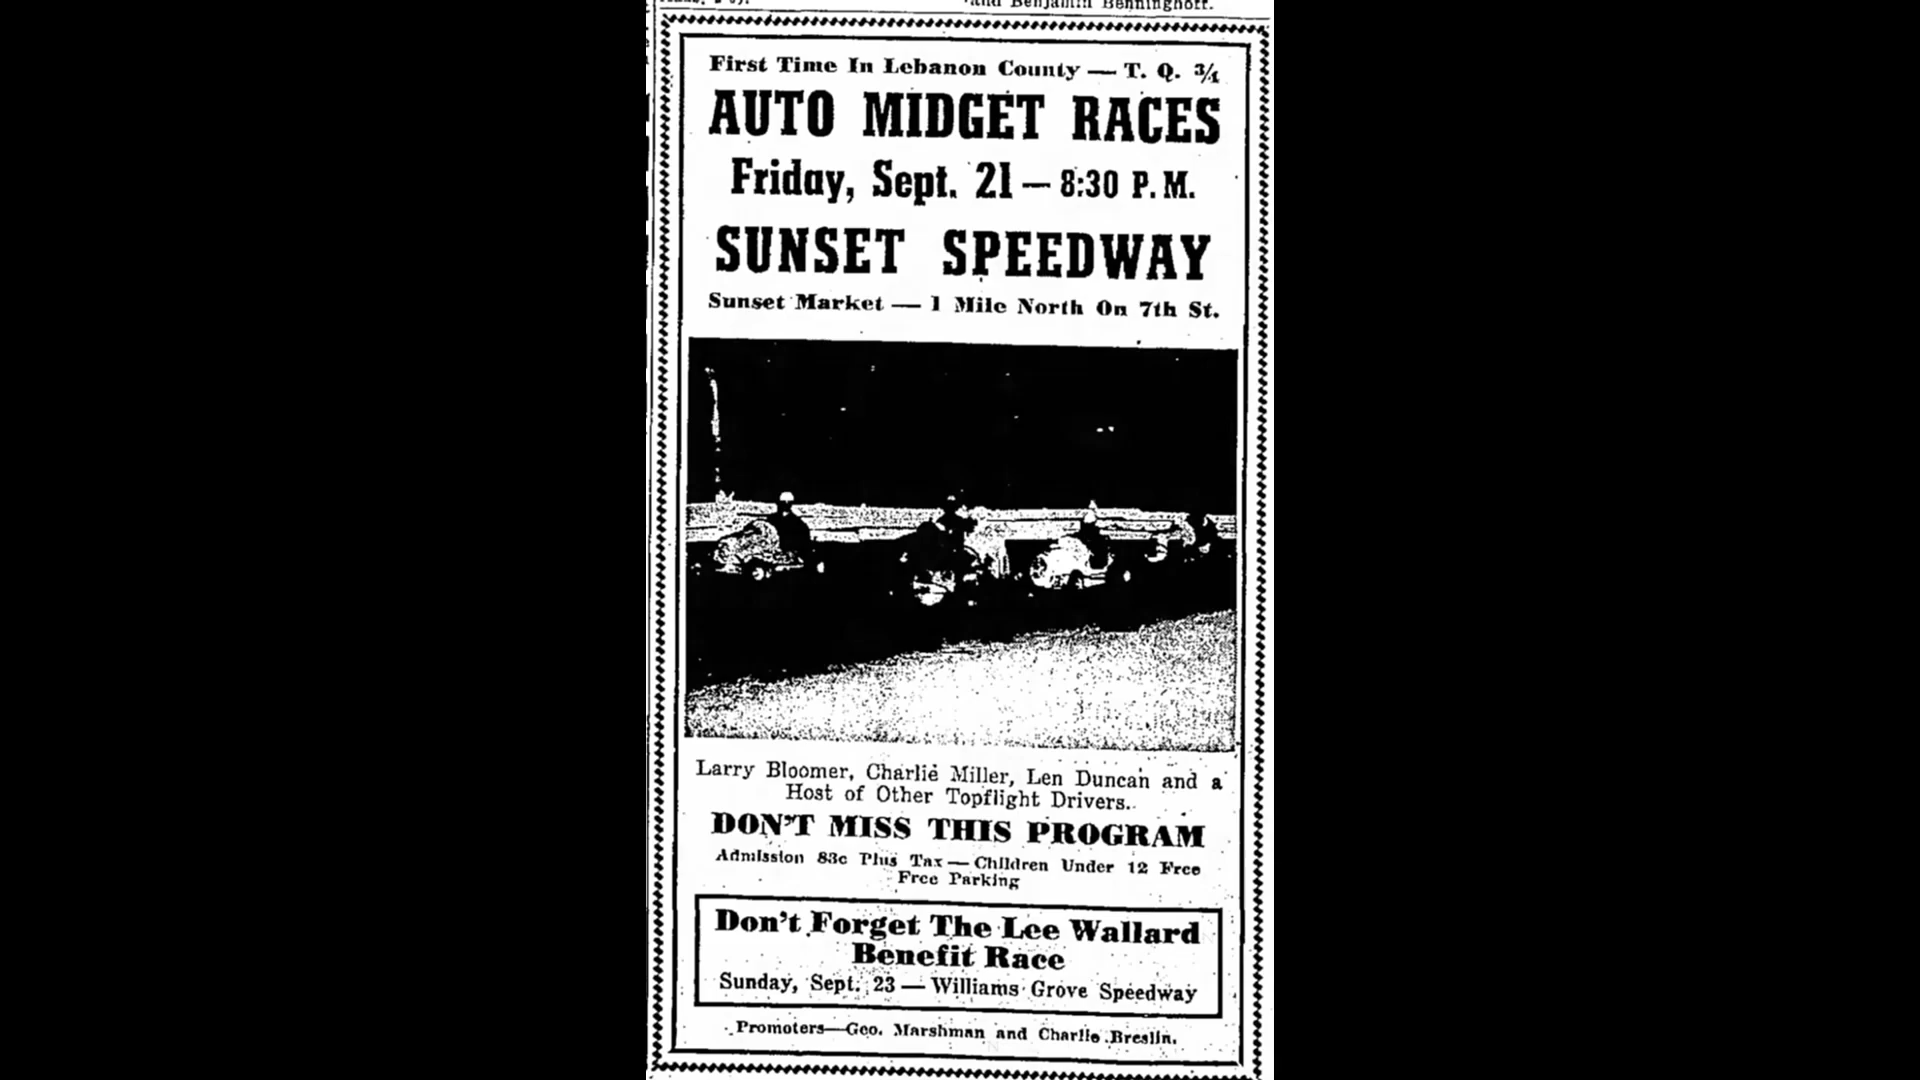 and Benjamin Benninghoff.
First Time In Lebanon County — T. Q. 3/4
AUTO MIDGET RACES
Friday, Sept. 21 — 8:30 P. M.
SUNSET SPEEDWAY
Sunset Market — 1 Mile North On 7th St.
Larry Bloomer, Charlie Miller, Len Duncan and a
Host of Other Topflight Drivers.
DON'T MISS THIS PROGRAM
Admission 83c Plus Tax — Children Under 12 Free
Free Parking
Don't Forget The Lee Wallard
Benefit Race
Sunday, Sept. 23 — Williams Grove Speedway
Promoters—Geo. Marshman and Charlie Breslin.